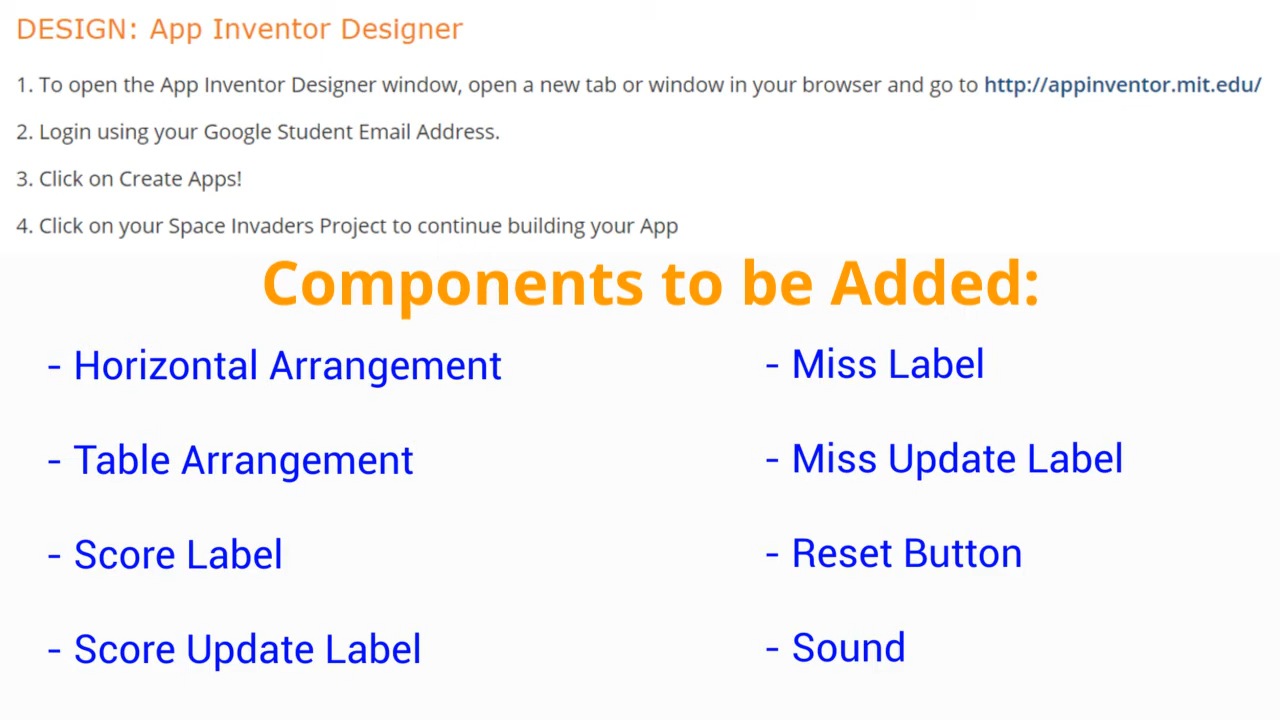 DESIGN: App Inventor Designer
1. To open the App Inventor Designer window, open a new tab or window in your browser and go to http://appinventor.mit.edu/
2. Login using your Google Student Email Address.
3. Click on Create Apps!
4. Click on your Space Invaders Project to continue building your App
Components to be Added:
- Horizontal Arrangement
- Table Arrangement
- Score Label
- Score Update Label
- Miss Label
- Miss Update Label
- Reset Button
- Sound